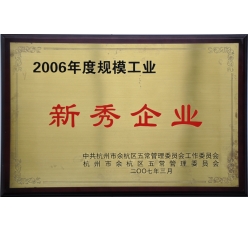 2006年度规模工业
新秀企业
中共杭州市余杭区五常管理委员会工作委员会
杭州市余杭区五常管理委员会
二〇〇七年三月